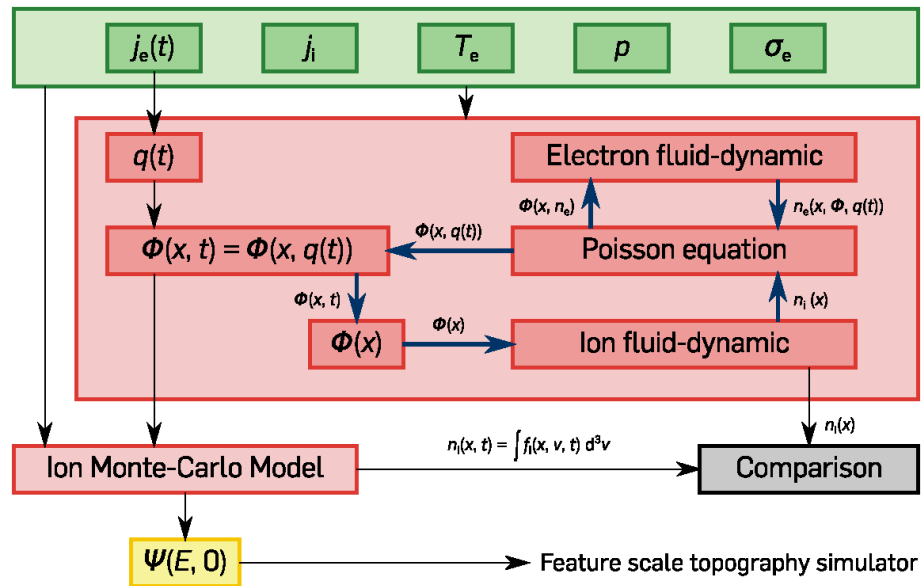 jₑ(t) jᵢ Tₑ p σₑ
q(t) Electron fluid-dynamic
Φ(x, nₑ) nₑ(x, Φ, q(t))
Φ(x, t) = Φ(x, q(t)) Φ(x, q(t)) Poisson equation
Φ(x, t) nᵢ(x)
Φ(x) Φ(x) Ion fluid-dynamic
nᵢ(x)
Ion Monte-Carlo Model nᵢ(x, t) = ∫ fᵢ(x, v, t) d³v Comparison
Ψ(E, 0) Feature scale topography simulator